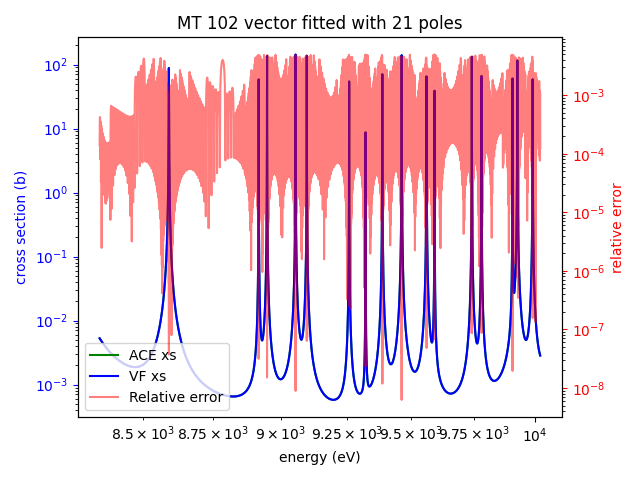 MT 102 vector fitted with 21 poles
cross section (b)
10²
10¹
10⁰
10⁻¹
10⁻²
10⁻³
relative error
10⁻³
10⁻⁴
10⁻⁵
10⁻⁶
10⁻⁷
10⁻⁸
ACE xs
VF xs
Relative error
8.5 × 10³ 8.75 × 10³ 9 × 10³ 9.25 × 10³ 9.5 × 10³ 9.75 × 10³ 10⁴
energy (eV)